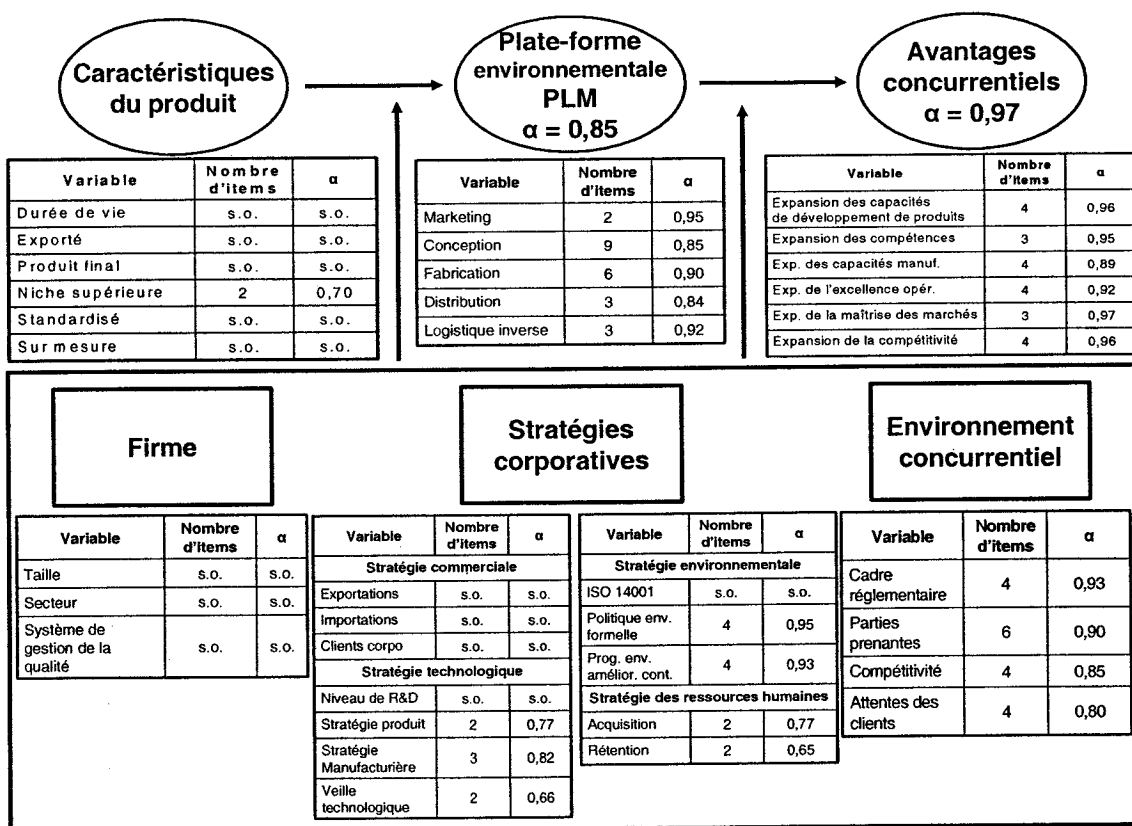 Caractéristiques
du produit
Plate-forme
environnementale
PLM
α = 0,85
Avantages
concurrentiels
α = 0,97
Variable Nombre d'items α
Durée de vie s.o. s.o.
Exporté s.o. s.o.
Produit final s.o. s.o.
Niche supérieure 2 0,70
Standardisé s.o. s.o.
Sur mesure s.o. s.o.
Variable Nombre d'items α
Marketing 2 0,95
Conception 9 0,85
Fabrication 6 0,90
Distribution 3 0,84
Logistique inverse 3 0,92
Variable Nombre d'items α
Expansion des capacités
de développement de produits 4 0,96
Expansion des compétences 3 0,95
Exp. des capacités manuf. 4 0,89
Exp. de l'excellence opér. 4 0,92
Exp. de la maîtrise des marchés 3 0,97
Expansion de la compétitivité 4 0,96
Firme
Stratégies
corporatives
Environnement
concurrentiel
Variable Nombre d'items α
Taille s.o. s.o.
Secteur s.o. s.o.
Système de
gestion de la
qualité s.o. s.o.
Variable Nombre d'items α
Stratégie commerciale
Exportations s.o. s.o.
Importations s.o. s.o.
Clients corpo s.o. s.o.
Stratégie technologique
Niveau de R&D s.o. s.o.
Stratégie produit 2 0,77
Stratégie
Manufacturière 3 0,82
Veille
technologique 2 0,66
Variable Nombre d'items α
Stratégie environnementale
ISO 14001 s.o. s.o.
Politique env.
formelle 4 0,95
Prog. env.
amélior. cont. 4 0,93
Stratégie des ressources humaines
Acquisition 2 0,77
Rétention 2 0,65
Variable Nombre d'items α
Cadre
réglementaire 4 0,93
Parties
prenantes 6 0,90
Compétitivité 4 0,85
Attentes des
clients 4 0,80